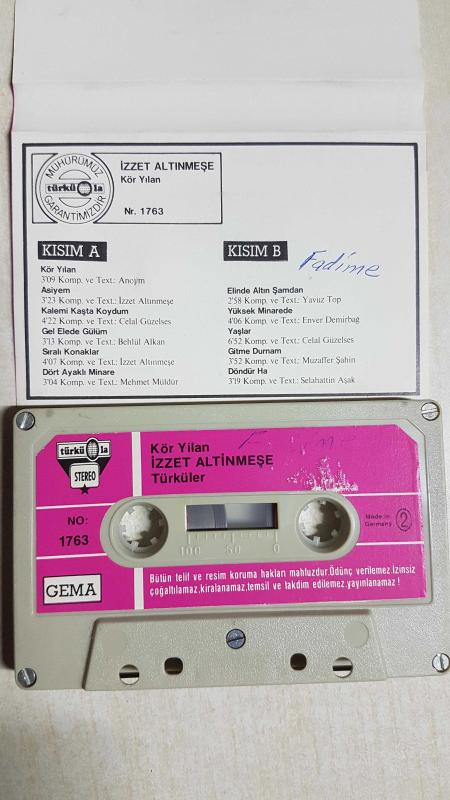 MÜHÜRÜMÜZ
türkü la
GARANTİMİZDİR
İZZET ALTINMEŞE
Kör Yılan
Nr. 1763
KISIM A
Kör Yılan
3'09 Komp. ve Text.: Anoyim
Asiyem
3'23 Komp. ve Text.: İzzet Altınmeşe
Kalemi Kaşta Koydum
4'22 Komp. ve Text.: Celal Güzelses
Gel Elede Gülüm
3'13 Komp. ve Text.: Behlül Alkan
Sıralı Konaklar
4'07 Komp. ve Text.: İzzet Altınmeşe
Dört Ayaklı Minare
3'04 Komp. ve Text.: Mehmet Müldür
KISIM B
Fadime
Elinde Altın Şamdan
2'58 Komp. ve Text.: Yavuz Top
Yüksek Minarede
4'06 Komp. ve Text.: Enver Demirbağ
Yaşlar
6'52 Komp. ve Text.: Celal Güzelses
Gitme Durnam
3'52 Komp. ve Text.: Muzaffer Şahin
Döndür Ha
3'19 Komp. ve Text.: Selahattin Aşak
türkü la
STEREO
NO:
1763
GEMA
Kör Yilan
İZZET ALTİNMEŞE
Türküler
100 50 0
Made in
Germany
2
Bütün telif ve resim koruma hakları mahfuzdur.Ödünç verilemez.İzinsiz
çoğaltılamaz,kiralanamaz,temsil ve takdim edilemez.yayınlanamaz !